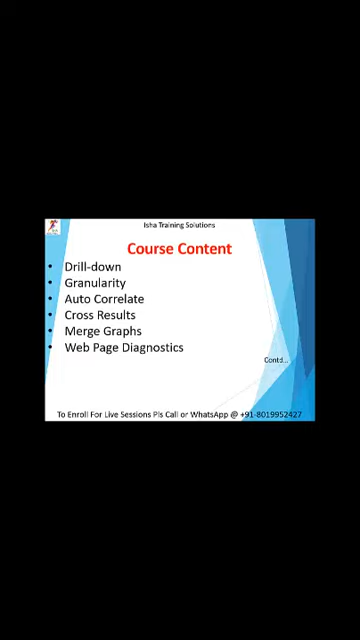 Isha Training Solutions
Course Content
• Drill-down
• Granularity
• Auto Correlate
• Cross Results
• Merge Graphs
• Web Page Diagnostics
Contd...
To Enroll For Live Sessions Pls Call or WhatsApp @ +91-8019952427